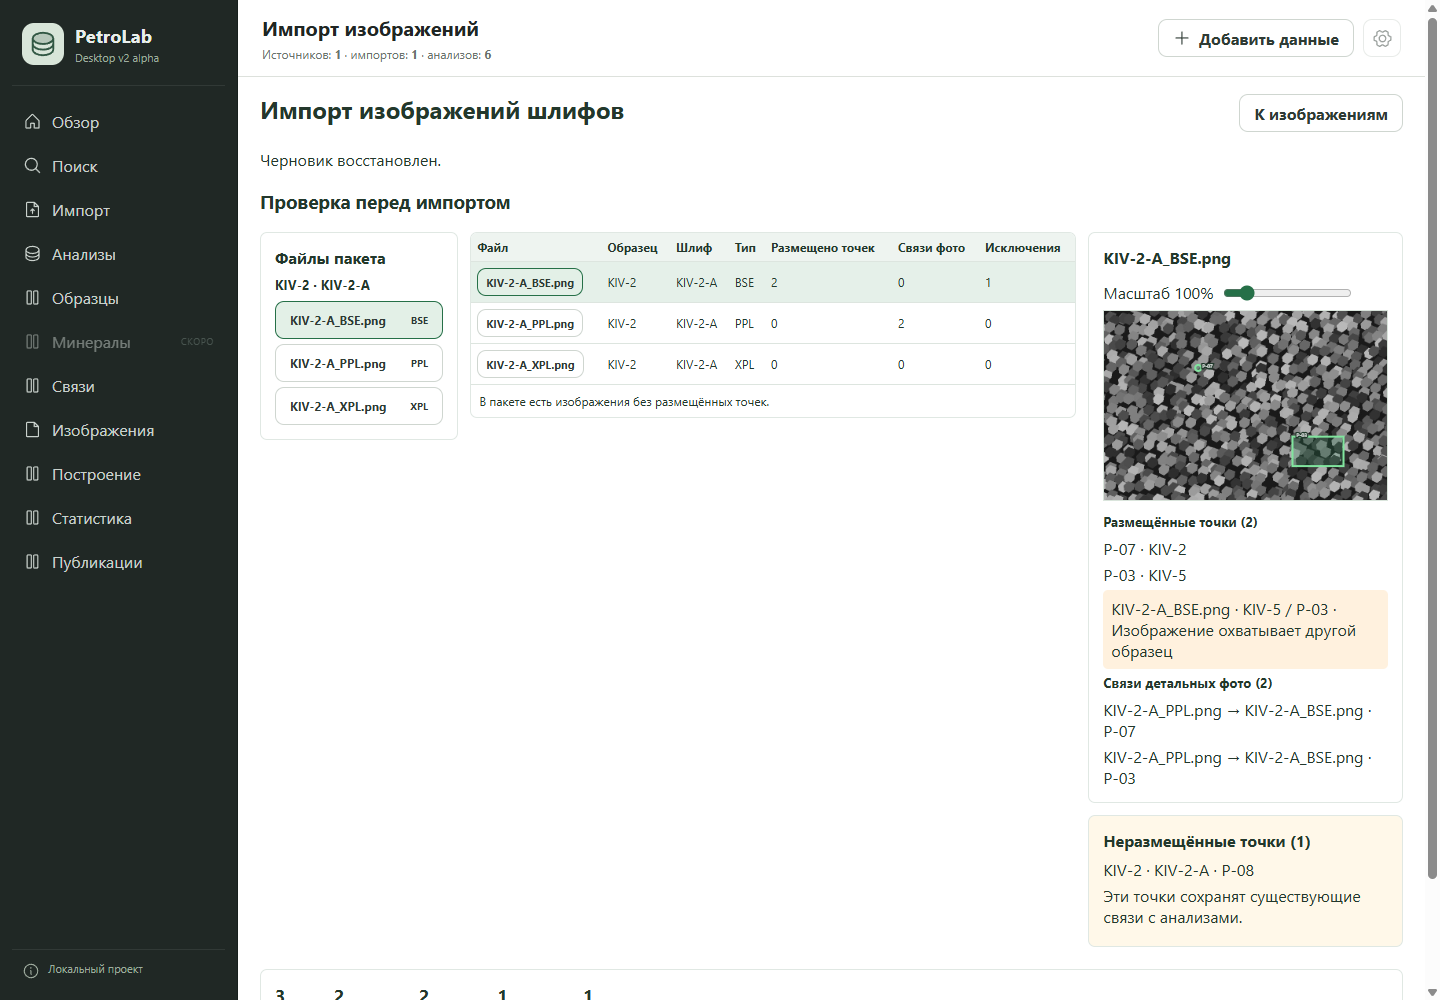 PetroLab
Desktop v2 alpha
Обзор
Поиск
Импорт
Анализы
Образцы
Минералы СКОРО
Связи
Изображения
Построение
Статистика
Публикации
Локальный проект
Импорт изображений
Источников: 1 · импортов: 1 · анализов: 6
Добавить данные
Импорт изображений шлифов
К изображениям
Черновик восстановлен.
Проверка перед импортом
Файлы пакета
KIV-2 · KIV-2-A
KIV-2-A_BSE.png BSE
KIV-2-A_PPL.png PPL
KIV-2-A_XPL.png XPL
Файл Образец Шлиф Тип Размещено точек Связи фото Исключения
KIV-2-A_BSE.png KIV-2 KIV-2-A BSE 2 0 1
KIV-2-A_PPL.png KIV-2 KIV-2-A PPL 0 2 0
KIV-2-A_XPL.png KIV-2 KIV-2-A XPL 0 0 0
В пакете есть изображения без размещённых точек.
KIV-2-A_BSE.png
Масштаб 100%
P-07
P-03
Размещённые точки (2)
P-07 · KIV-2
P-03 · KIV-5
KIV-2-A_BSE.png · KIV-5 / P-03 ·
Изображение охватывает другой
образец
Связи детальных фото (2)
KIV-2-A_PPL.png → KIV-2-A_BSE.png ·
P-07
KIV-2-A_PPL.png → KIV-2-A_BSE.png ·
P-03
Неразмещённые точки (1)
KIV-2 · KIV-2-A · P-08
Эти точки сохранят существующие
связи с анализами.
3 2 2 1 1